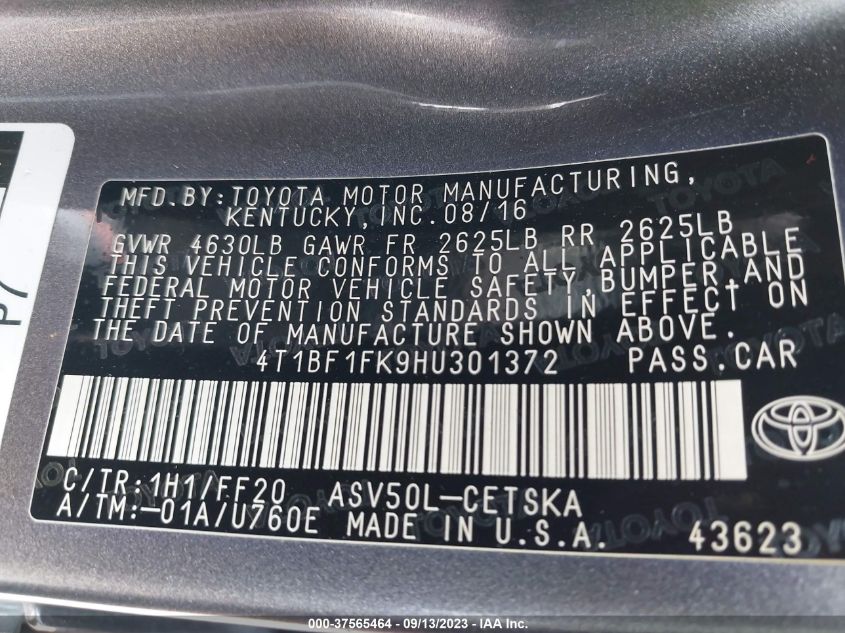 MFD.BY:TOYOTA MOTOR MANUFACTURING,
KENTUCKY,INC.08/16
GVWR 4630LB GAWR FR 2625LB RR 2625LB
THIS VEHICLE CONFORMS TO ALL APPLICABLE
FEDERAL MOTOR VEHICLE SAFETY,BUMPER,AND
THEFT PREVENTION STANDARDS IN EFFECT ON
THE DATE OF MANUFACTURE SHOWN ABOVE.
4T1BF1FK9HU301372 PASS.CAR
C/TR:1H1/FF20 ASV50L-CETSKA
A/TM:-01A/U760E MADE IN U.S.A. 43623
000-37565464 - 09/13/2023 - IAA Inc.